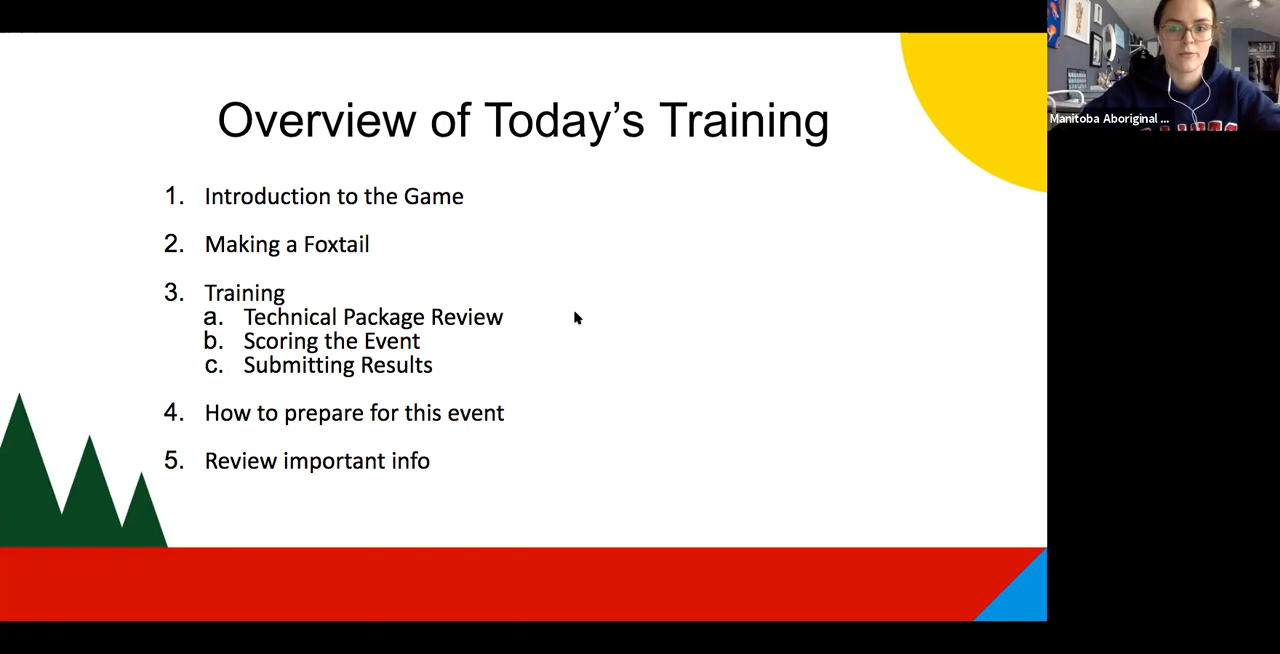 Overview of Today's Training
1. Introduction to the Game
2. Making a Foxtail
3. Training
a. Technical Package Review
b. Scoring the Event
c. Submitting Results
4. How to prepare for this event
5. Review important info
Manitoba Aboriginal ...